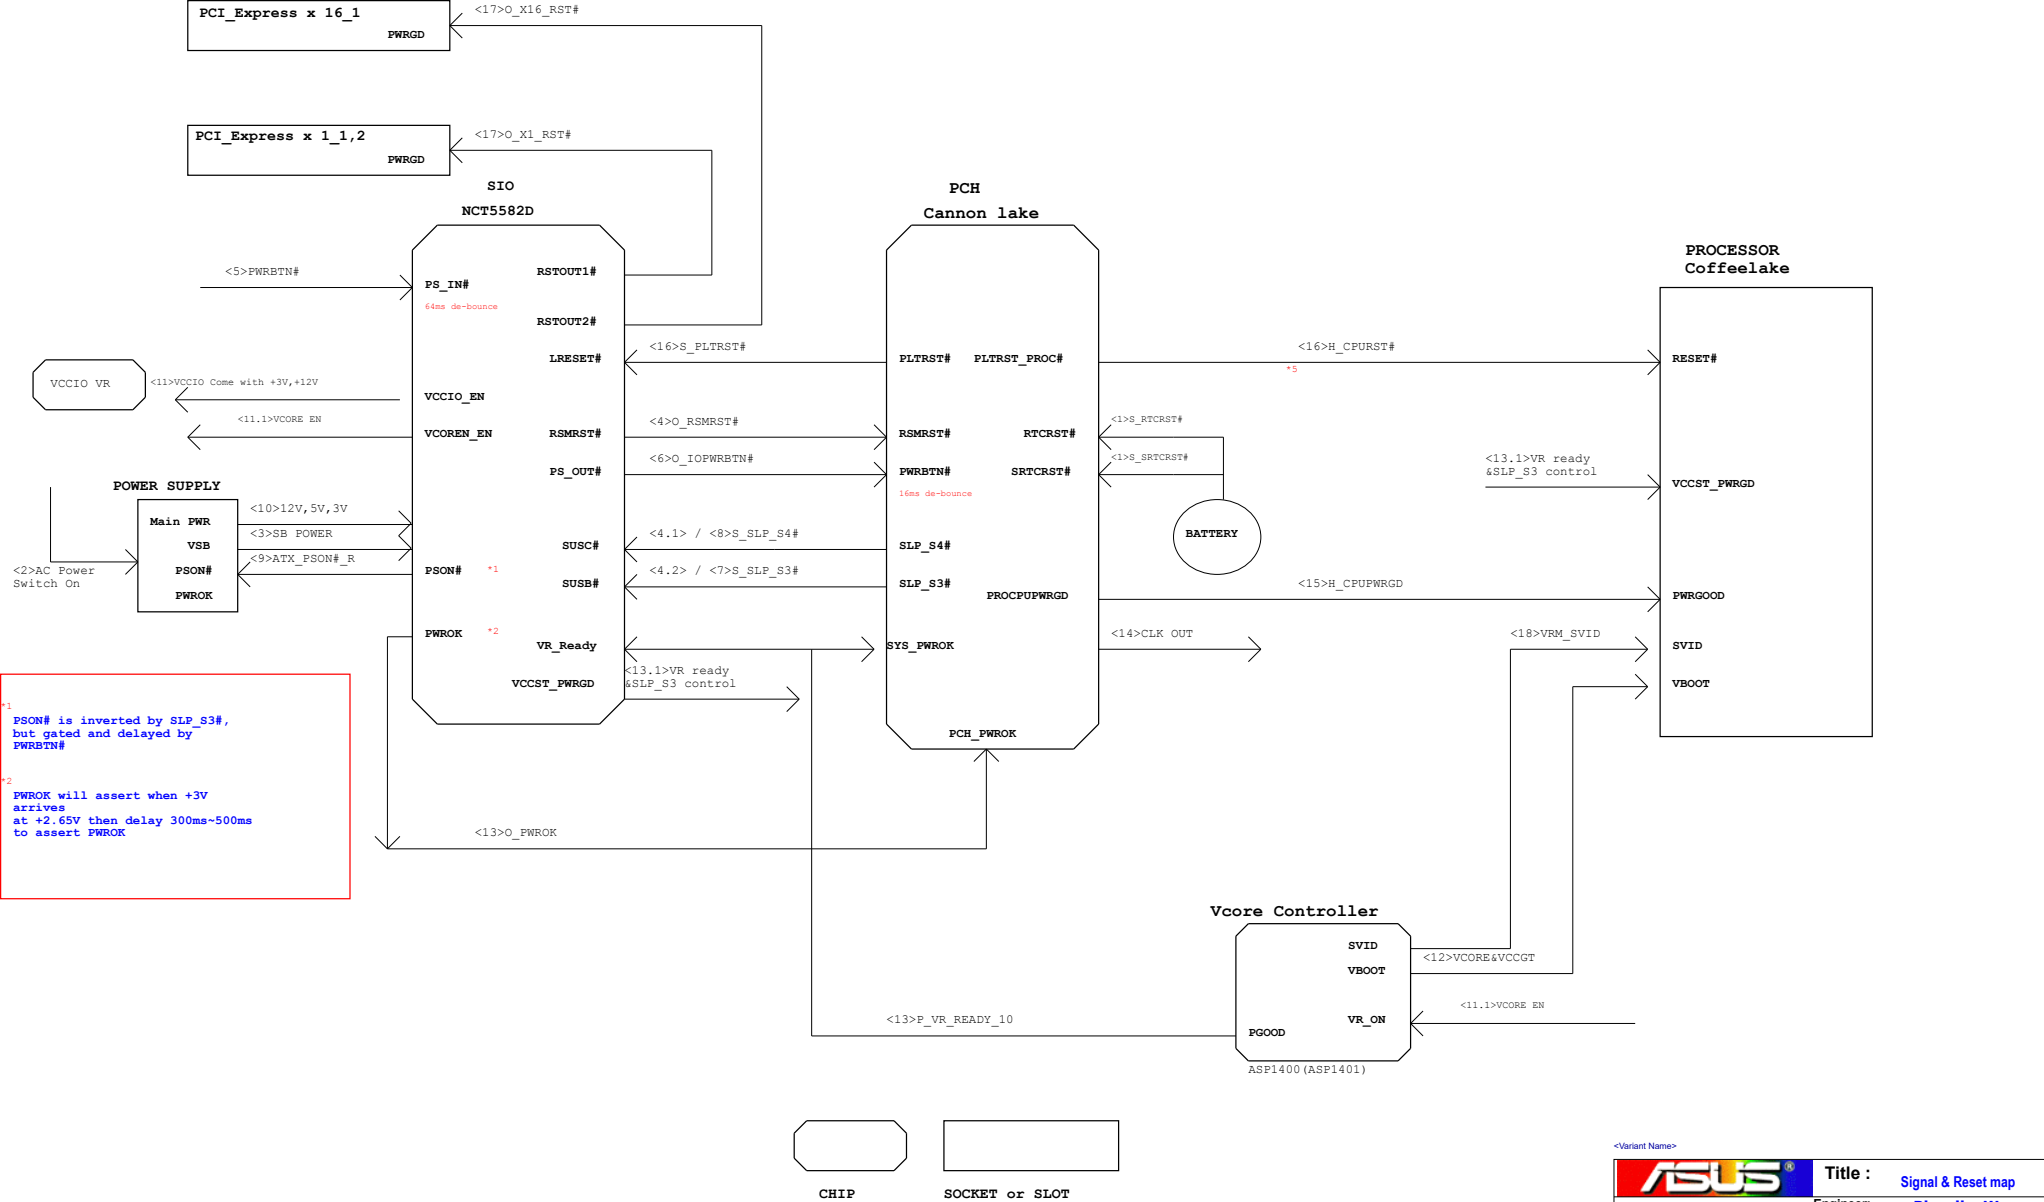 PCI_Express x 16_1
PWRGD
<17>O_X16_RST#
PCI_Express x 1_1,2
PWRGD
<17>O_X1_RST#
SIO
NCT5582D
<5>PWRBTN#
PS_IN#
64ms de-bounce
RSTOUT1#
RSTOUT2#
LRESET#
VCCIO VR
<11>VCCIO Come with +3V,+12V
VCCIO_EN
<11.1>VCORE EN
VCOREN_EN
RSMRST#
PS_OUT#
POWER SUPPLY
Main PWR
VSB
PSON#
PWROK
<10>12V,5V,3V
<3>SB POWER
<9>ATX_PSON#_R
<2>AC Power
Switch On
PSON#
*1
SUSC#
SUSB#
PWROK
*2
VR_Ready
VCCST_PWRGD
<16>S_PLTRST#
<4>O_RSMRST#
<6>O_IOPWRBTN#
<4.1> / <8>S_SLP_S4#
<4.2> / <7>S_SLP_S3#
<13.1>VR ready
&SLP_S3 control
PCH
Cannon lake
PLTRST#
PLTRST_PROC#
RSMRST#
RTCRST#
PWRBTN#
16ms de-bounce
SRTCRST#
SLP_S4#
SLP_S3#
PROCPUPWRGD
SYS_PWROK
PCH_PWROK
<16>H_CPURST#
*5
<1>S_RTCRST#
<1>S_SRTCRST#
BATTERY
<15>H_CPUPWRGD
<14>CLK OUT
PROCESSOR
Coffeelake
RESET#
<13.1>VR ready
&SLP_S3 control
VCCST_PWRGD
PWRGOOD
<18>VRM_SVID
SVID
VBOOT
*1
PSON# is inverted by SLP_S3#,
but gated and delayed by
PWRBTN#
*2
PWROK will assert when +3V
arrives
at +2.65V then delay 300ms~500ms
to assert PWROK
<13>O_PWROK
Vcore Controller
SVID
VBOOT
<12>VCORE&VCCGT
<11.1>VCORE EN
VR_ON
<13>P_VR_READY_10
PGOOD
ASP1400(ASP1401)
CHIP
SOCKET or SLOT
<Variant Name>
ASUS®
Title :
Signal & Reset map